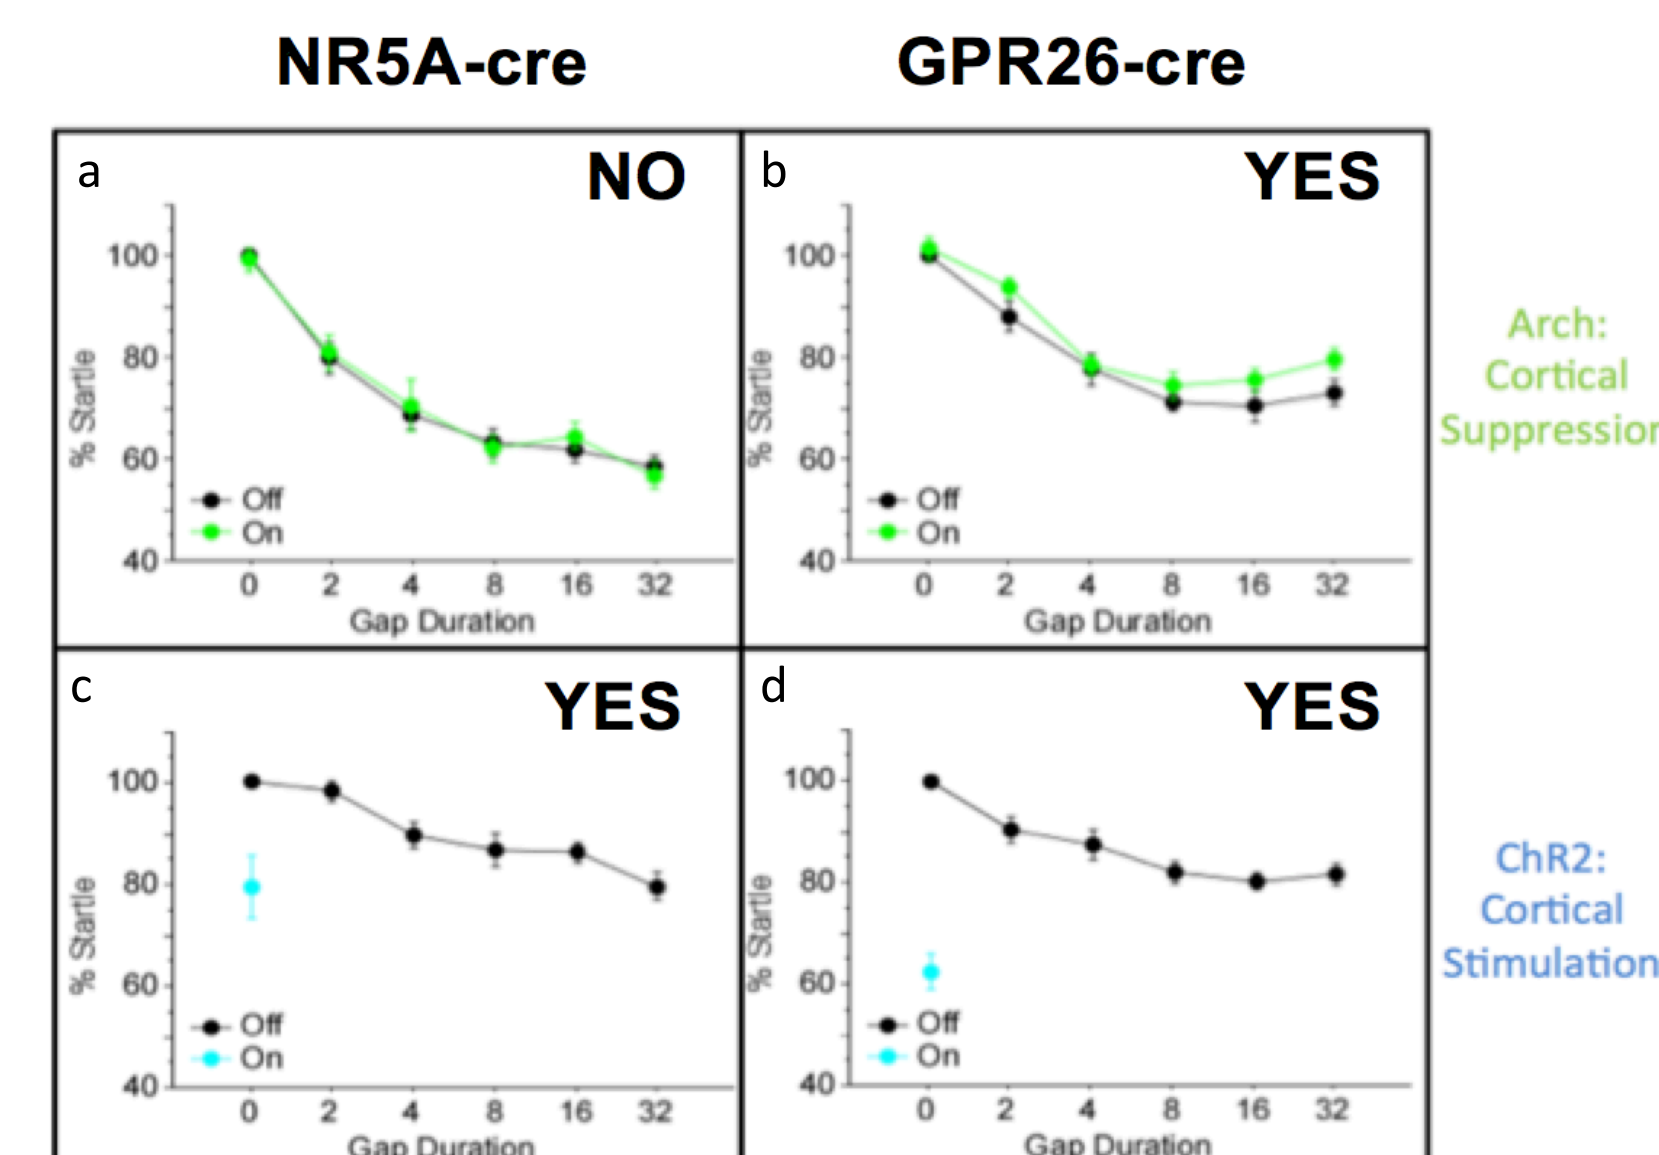 NR5A-cre
GPR26-cre
a
NO
100
80
60
40
% Startle
Off
On
0 2 4 8 16 32
Gap Duration
b
YES
100
80
60
40
% Startle
Off
On
0 2 4 8 16 32
Gap Duration
Arch:
Cortical
Suppression
c
YES
100
80
60
40
% Startle
Off
On
0 2 4 8 16 32
Gap Duration
d
YES
100
80
60
40
% Startle
Off
On
0 2 4 8 16 32
Gap Duration
ChR2:
Cortical
Stimulation